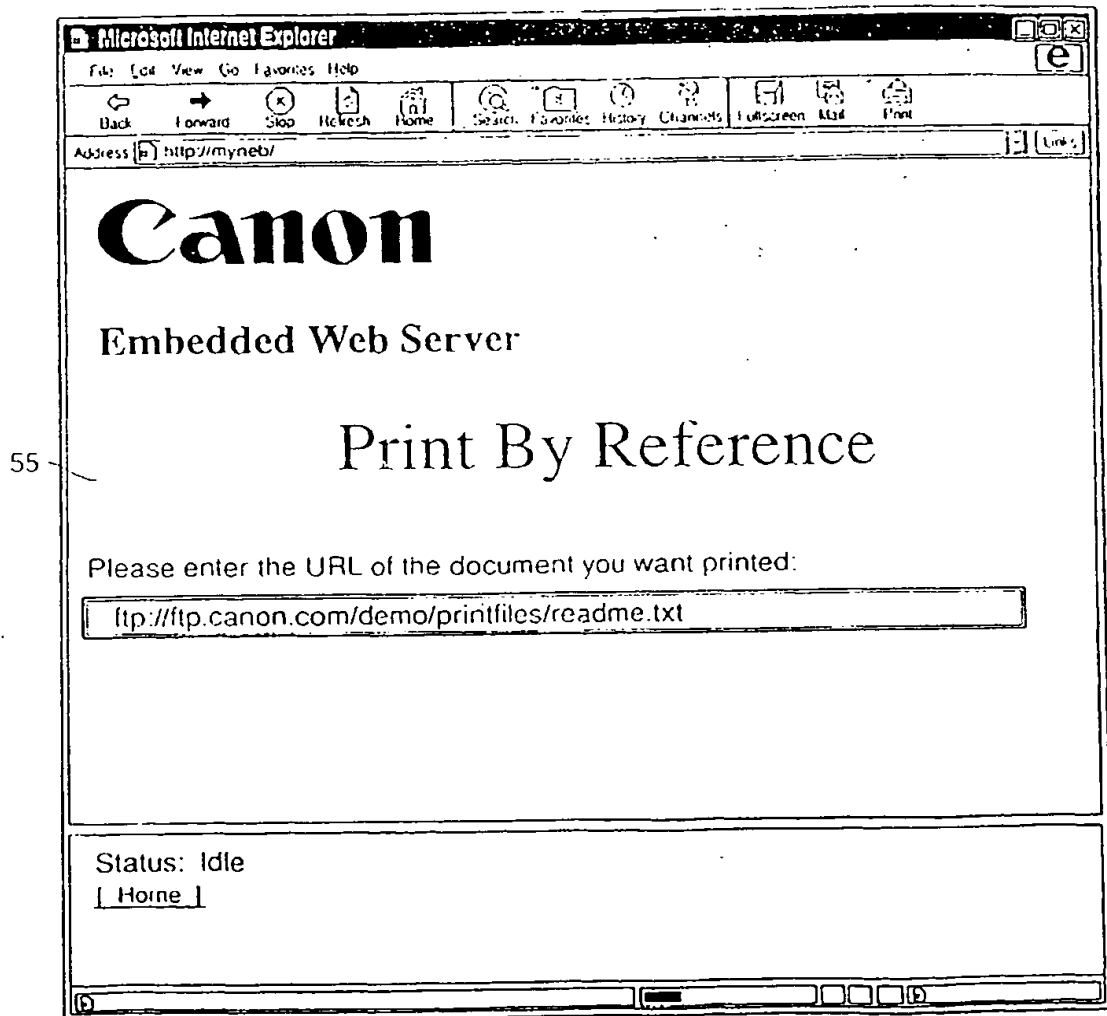 Microsoft Internet Explorer
File Edit View Go Favorites Help
Back Forward Stop Refresh Home Search Favorites History Channels Fullscreen Mail Print
Address http://myneb/ Links
Canon
Embedded Web Server
Print By Reference
55
Please enter the URL of the document you want printed:
ftp://ftp.canon.com/demo/printfiles/readme.txt
Status: Idle
[ Home ]